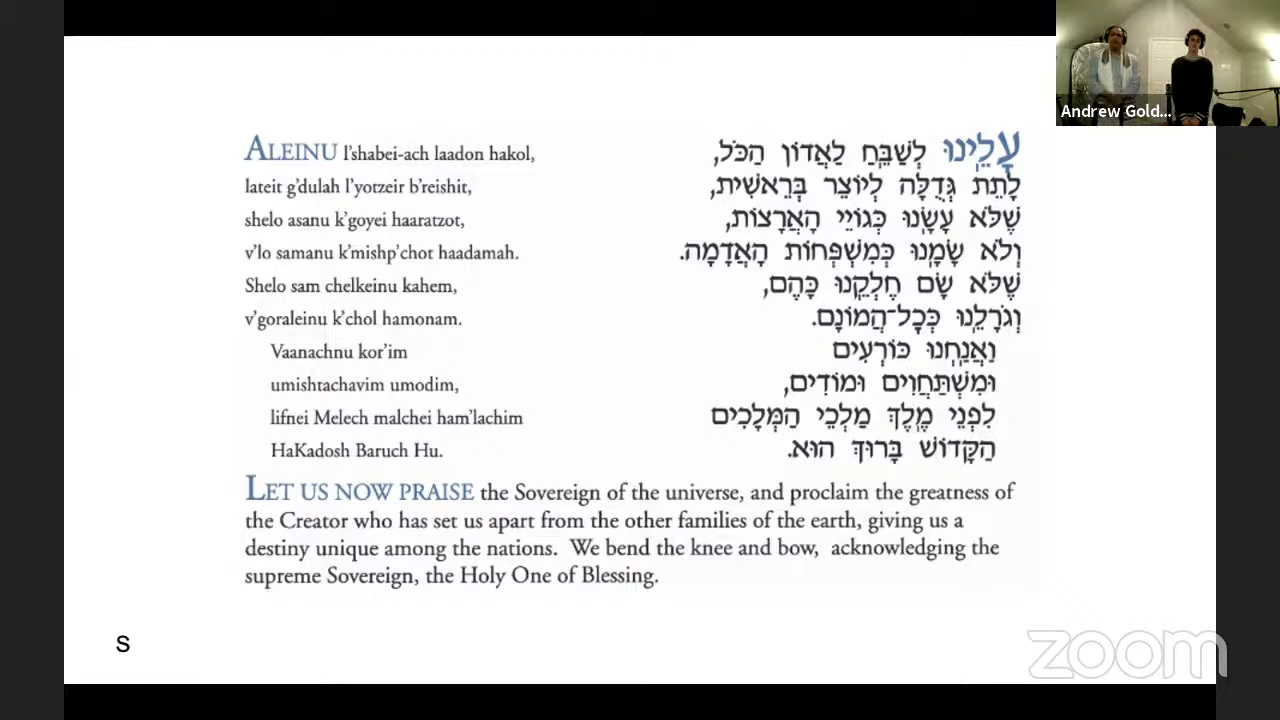 Andrew Gold...
ALEINU l'shabei-ach laadon hakol,
lateit g'dulah l'yotzeir b'reishit,
shelo asanu k'goyei haaratzot,
v'lo samanu k'mishp'chot haadamah.
Shelo sam chelkeinu kahem,
v'goraleinu k'chol hamonam.
Vaanachnu kor'im
umishtachavim umodim,
lifnei Melech malchei ham'lachim
HaKadosh Baruch Hu.
עָלֵֽינוּ לְשַׁבֵּֽחַ לַאֲדוֹן הַכֹּל,
לָתֵת גְּדֻלָּה לְיוֹצֵר בְּרֵאשִׁית,
שֶׁלֹּא עָשָֽׂנוּ כְּגוֹיֵי הָאֲרָצוֹת,
וְלֹא שָׂמָֽנוּ כְּמִשְׁפְּחוֹת הָאֲדָמָה.
שֶׁלֹּא שָׂם חֶלְקֵֽנוּ כָּהֶם,
וְגֹרָלֵֽנוּ כְּכָל־הֲמוֹנָם.
וַאֲנַֽחְנוּ כּוֹרְעִים
וּמִשְׁתַּחֲוִים וּמוֹדִים,
לִפְנֵי מֶֽלֶךְ מַלְכֵי הַמְּלָכִים
הַקָּדוֹשׁ בָּרוּךְ הוּא.
LET US NOW PRAISE the Sovereign of the universe, and proclaim the greatness of
the Creator who has set us apart from the other families of the earth, giving us a
destiny unique among the nations. We bend the knee and bow, acknowledging the
supreme Sovereign, the Holy One of Blessing.
S
zoom